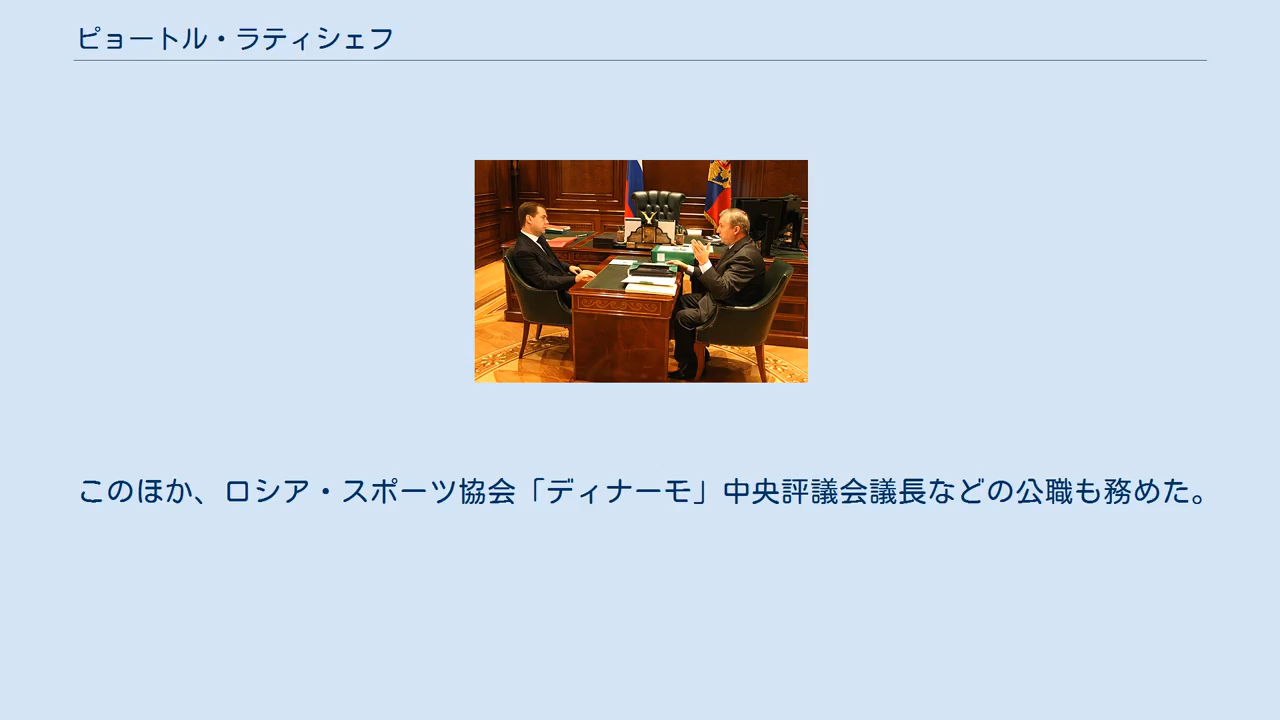 ピョートル・ラティシェフ
このほか、ロシア・スポーツ協会「ディナーモ」中央評議会議長などの公職も務めた。